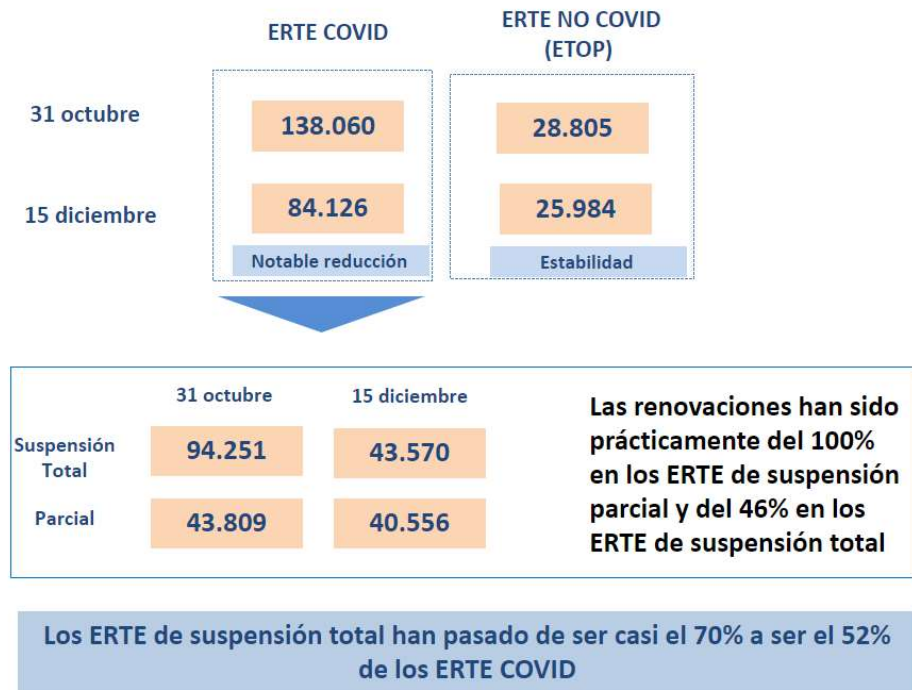 ERTE COVID
ERTE NO COVID
(ETOP)
31 octubre
138.060
28.805
15 diciembre
84.126
25.984
Notable reducción
Estabilidad
31 octubre
15 diciembre
Suspensión
Total
94.251
43.570
Parcial
43.809
40.556
Las renovaciones han sido
prácticamente del 100%
en los ERTE de suspensión
parcial y del 46% en los
ERTE de suspensión total
Los ERTE de suspensión total han pasado de ser casi el 70% a ser el 52%
de los ERTE COVID